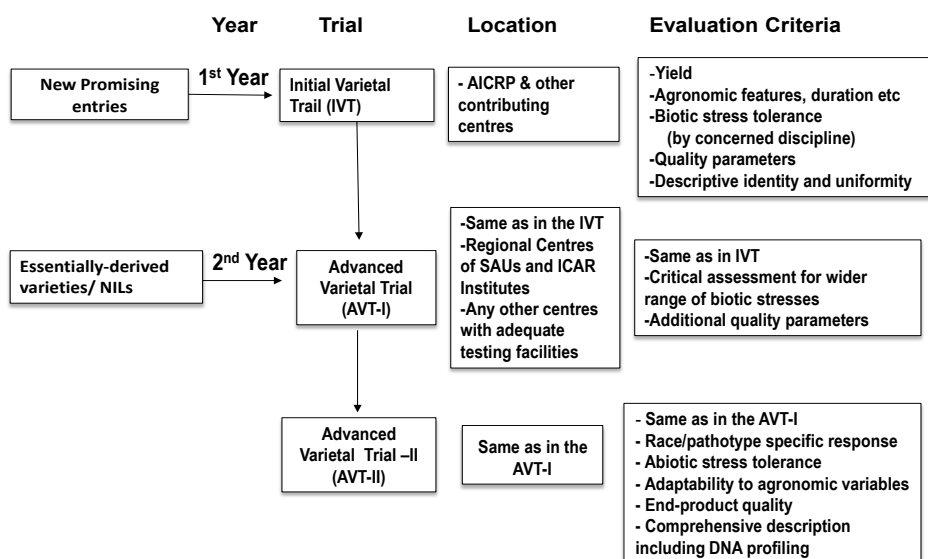 Year Trial Location Evaluation Criteria
New Promising
entries
1st Year
Initial Varietal
Trail (IVT)
- AICRP & other
contributing
centres
-Yield
-Agronomic features, duration etc
-Biotic stress tolerance
(by concerned discipline)
-Quality parameters
-Descriptive identity and uniformity
Essentially-derived
varieties/ NILs
2nd Year
Advanced
Varietal Trial
(AVT-I)
-Same as in the IVT
-Regional Centres
of SAUs and ICAR
Institutes
-Any other centres
with adequate
testing facilities
-Same as in IVT
-Critical assessment for wider
range of biotic stresses
-Additional quality parameters
Advanced
Varietal Trial –II
(AVT-II)
Same as in the
AVT-I
- Same as in the AVT-I
- Race/pathotype specific response
- Abiotic stress tolerance
- Adaptability to agronomic variables
- End-product quality
- Comprehensive description
including DNA profiling